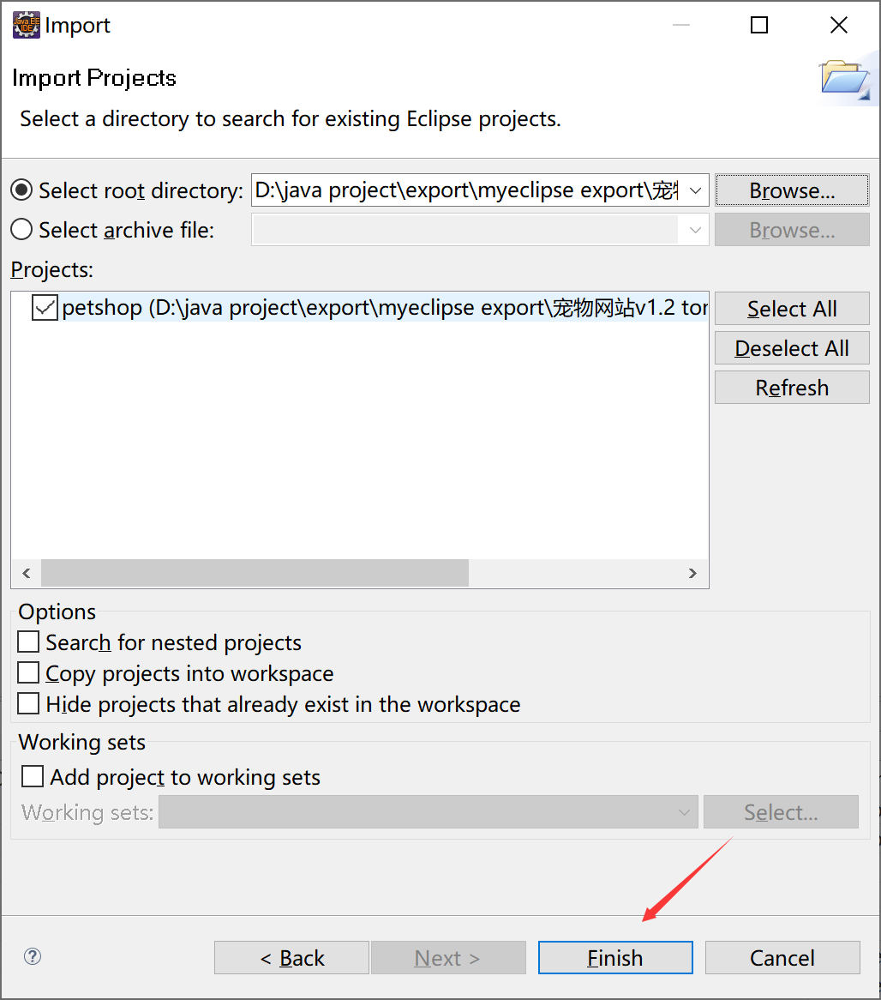 Java EE
IDE
Import
Import Projects
Select a directory to search for existing Eclipse projects.
Select root directory: D:\java project\export\myeclipse export\宠 Browse...
Select archive file: Browse...
Projects:
petshop (D:\java project\export\myeclipse export\宠物网站v1.2 Select All
Deselect All
Refresh
Options
Search for nested projects
Copy projects into workspace
Hide projects that already exist in the workspace
Working sets
Add project to working sets
Working sets: Select...
? < Back Next > Finish Cancel